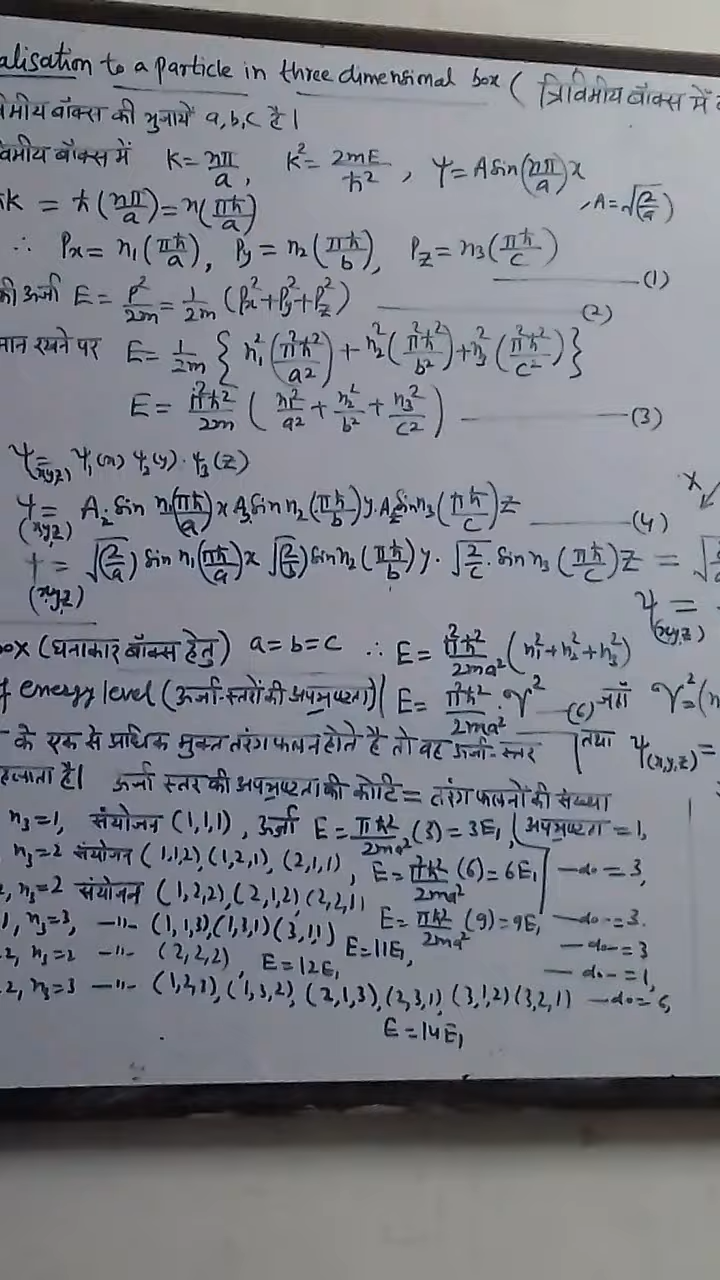 alisation to a particle in three dimensional box ( त्रिविमीय बॉक्स में
मीय बॉक्स की भुजायें a, b, c है।
मीय बॉक्स में K = nπ/a, K² = 2mE/ħ², Ψ = A sin(nπ/a)x, A = √(2/a)
ħK = ħ(nπ/a) = n(πħ/a)
∴ Px = n₁(πħ/a), Py = n₂(πħ/b), Pz = n₃(πħ/c) —(1)
की ऊर्जा E = P²/2m = 1/2m (Px²+Py²+Pz²) —(2)
मान रखने पर E = 1/2m { n₁²(π²ħ²/a²) + n₂²(π²ħ²/b²) + n₃²(π²ħ²/c²) }
E = π²ħ²/2m ( n₁²/a² + n₂²/b² + n₃²/c² ) —(3)
Ψ(xyz) = Ψ₁(x) Ψ₂(y) · Ψ₃(z)
Ψ(x,y,z) = A sin n₁(πħ/a)x A sin n₂(πħ/b)y. A sin n₃(πħ/c)z —(4)
Ψ(x,y,z) = √(2/a) sin n₁(πħ/a)x √(2/b) sin n₂(πħ/b)y · √(2/c) · sin n₃(πħ/c)z = √
Ψ(x,y,z) =
box (घनाकार बॉक्स हेतु) a = b = c ∴ E = π²ħ²/2ma² (n₁²+n₂²+n₃²)
f energy level (ऊर्जा-स्तरों की अपभ्रष्टता) E = π²ħ²/2ma² · r² —(6) जहाँ r² = (n
के एक से अधिक मुक्त तरंग फलन होते है तो वह ऊर्जा-स्तर तथा Ψ(x,y,z) =
हलाता है। ऊर्जा स्तर की अपभ्रष्टता की कोटि = तरंग फलनों की संख्या
n₃=1, संयोजन (1,1,1), ऊर्जा E = π²ħ²/2ma² (3) = 3E₁, अपभ्रष्टता = 1,
n₃=2 संयोजन (1,1,2), (1,2,1), (2,1,1), E = π²ħ²/2ma² (6) = 6E₁ —do— = 3,
2, n₃=2 संयोजन (1,2,2), (2,1,2) (2,2,1) E = π²ħ²/2ma² (9) = 9E₁ —do— = 3.
1, n₃=3, —"— (1,1,3), (1,3,1) (3,1,1) E = 11E₁, —do— = 3
2, n₃=2 —"— (2,2,2), E = 12E₁ —do— = 1,
2, n₃=3 —"— (1,2,3), (1,3,2), (2,1,3), (2,3,1), (3,1,2) (3,2,1) —do— = 6,
E = 14E₁